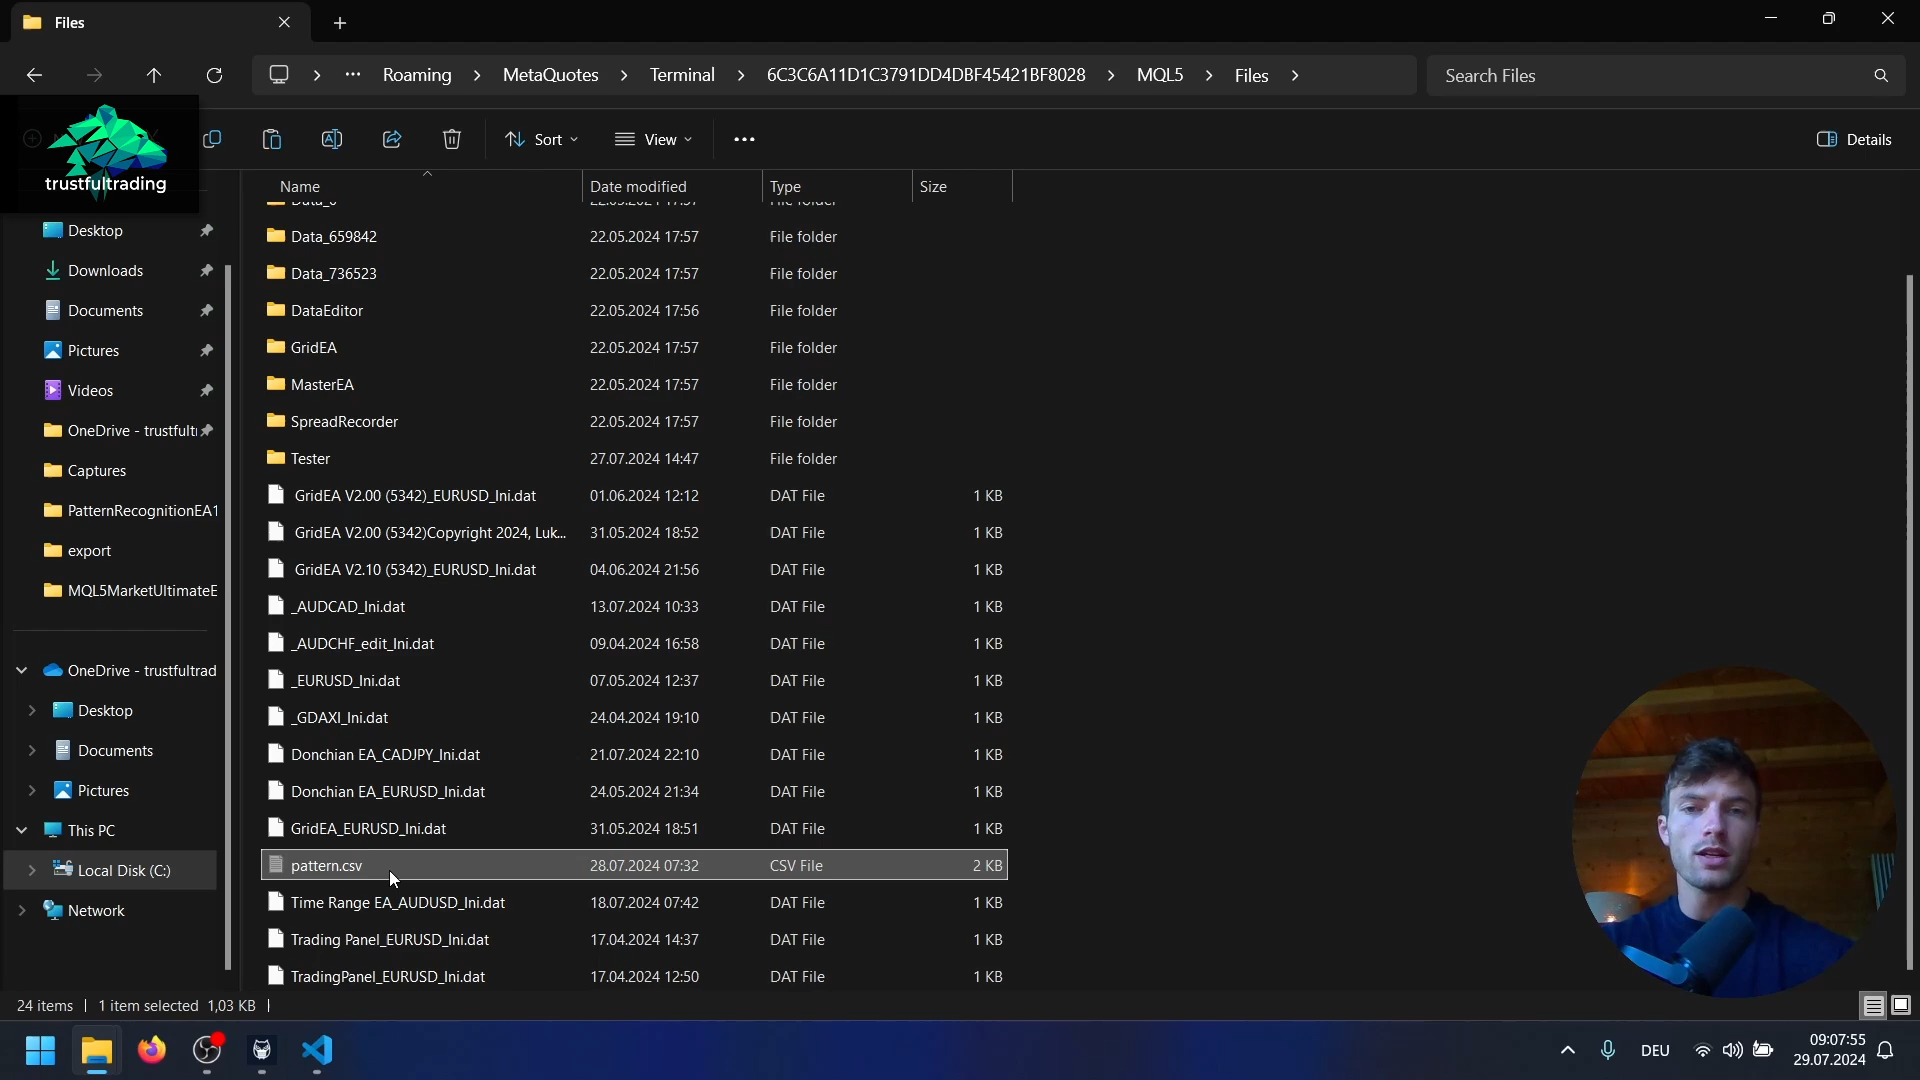 Files
Roaming
MetaQuotes
Terminal
6C3C6A11D1C3791DD4DBF45421BF8028
MQL5
Files
Search Files
trustfultrading
Sort
View
Details
Name
Date modified
Type
Size
Desktop
Downloads
Documents
Pictures
Videos
OneDrive - trustfultr
Captures
PatternRecognitionEA1
export
MQL5MarketUltimateE
OneDrive - trustfultrad
Desktop
Documents
Pictures
This PC
Local Disk (C:)
Network
Data_659842 22.05.2024 17:57 File folder
Data_736523 22.05.2024 17:57 File folder
DataEditor 22.05.2024 17:56 File folder
GridEA 22.05.2024 17:57 File folder
MasterEA 22.05.2024 17:57 File folder
SpreadRecorder 22.05.2024 17:57 File folder
Tester 27.07.2024 14:47 File folder
GridEA V2.00 (5342)_EURUSD_Ini.dat 01.06.2024 12:12 DAT File 1 KB
GridEA V2.00 (5342)Copyright 2024, Luk... 31.05.2024 18:52 DAT File 1 KB
GridEA V2.10 (5342)_EURUSD_Ini.dat 04.06.2024 21:56 DAT File 1 KB
_AUDCAD_Ini.dat 13.07.2024 10:33 DAT File 1 KB
_AUDCHF_edit_Ini.dat 09.04.2024 16:58 DAT File 1 KB
_EURUSD_Ini.dat 07.05.2024 12:37 DAT File 1 KB
_GDAXI_Ini.dat 24.04.2024 19:10 DAT File 1 KB
Donchian EA_CADJPY_Ini.dat 21.07.2024 22:10 DAT File 1 KB
Donchian EA_EURUSD_Ini.dat 24.05.2024 21:34 DAT File 1 KB
GridEA_EURUSD_Ini.dat 31.05.2024 18:51 DAT File 1 KB
pattern.csv 28.07.2024 07:32 CSV File 2 KB
Time Range EA_AUDUSD_Ini.dat 18.07.2024 07:42 DAT File 1 KB
Trading Panel_EURUSD_Ini.dat 17.04.2024 14:37 DAT File 1 KB
TradingPanel_EURUSD_Ini.dat 17.04.2024 12:50 DAT File 1 KB
24 items | 1 item selected 1,03 KB |
DEU
09:07:55
29.07.2024